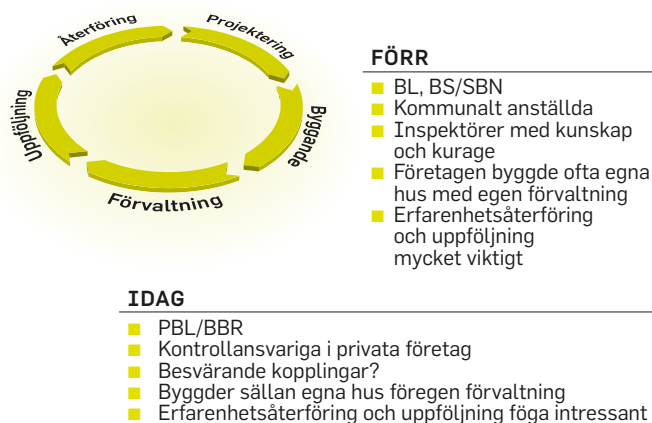 Återföring
Projektering
Byggande
Förvaltning
Uppföljning
FÖRR
BL, BS/SBN
Kommunalt anställda
Inspektörer med kunskap
och kurage
Företagen byggde ofta egna
hus med egen förvaltning
Erfarenhetsåterföring
och uppföljning
mycket viktigt
IDAG
PBL/BBR
Kontrollansvariga i privata företag
Besvärande kopplingar?
Byggder sällan egna hus föregen förvaltning
Erfarenhetsåterföring och uppföljning föga intressant